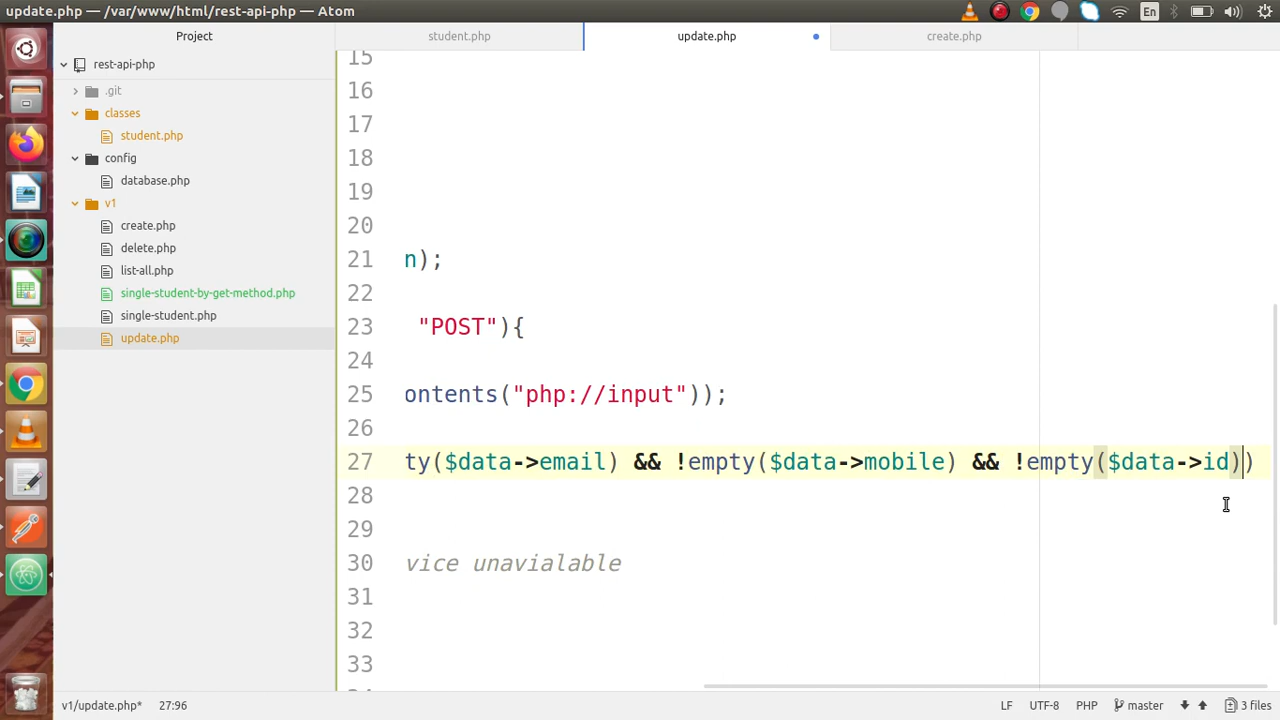 update.php — /var/www/html/rest-api-php — Atom
En
Project
student.php
update.php
create.php
rest-api-php
.git
classes
student.php
config
database.php
v1
create.php
delete.php
list-all.php
single-student-by-get-method.php
single-student.php
update.php
15
16
17
18
19
20
21 n);
22
23 "POST"){
24
25 ontents("php://input"));
26
27 ty($data->email) && !empty($data->mobile) && !empty($data->id))
28
29
30 vice unavialable
31
32
33
34
v1/update.php* 27:96
LF UTF-8 PHP master 3 files